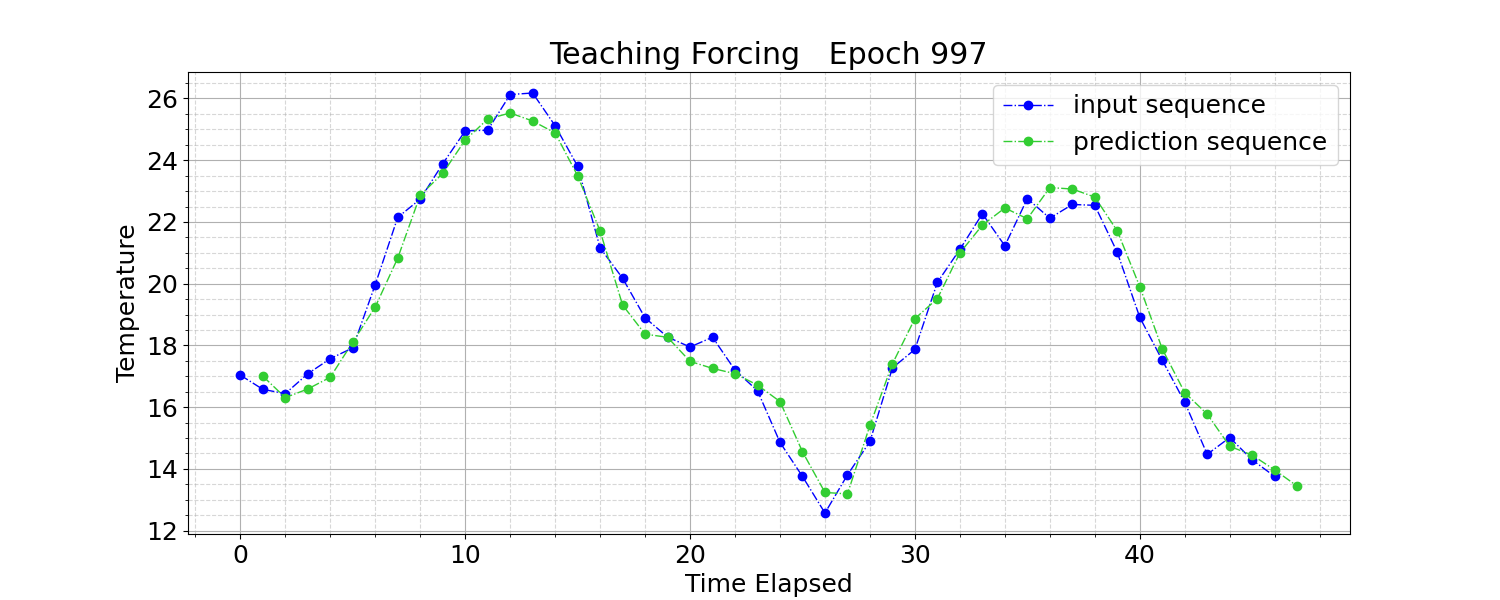 Teaching Forcing   Epoch 997
26
24
22
20
18
16
14
12
Temperature
input sequence
prediction sequence
0 10 20 30 40
Time Elapsed